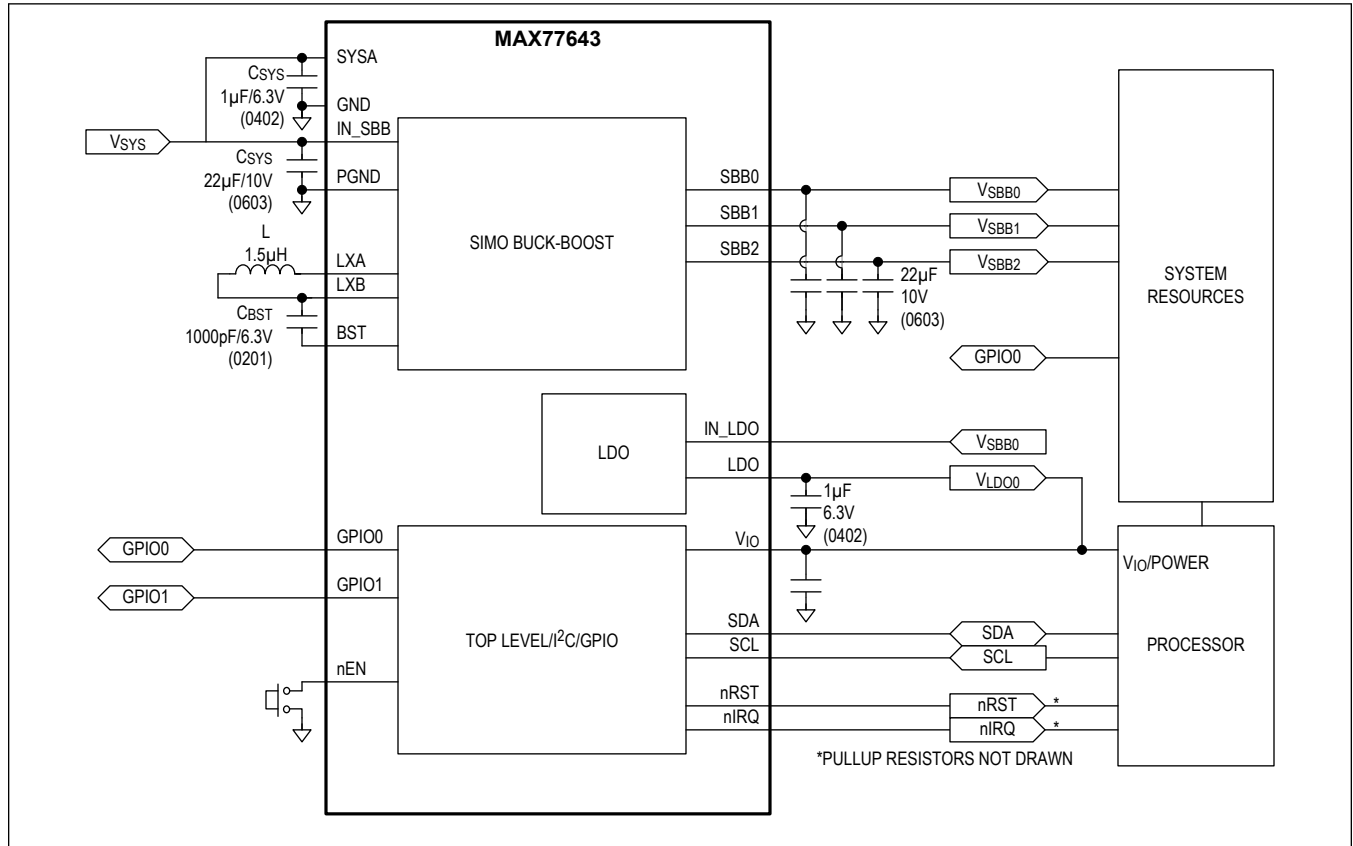 MAX77643
SYSA
CSYS
1µF/6.3V
(0402)
GND
IN_SBB
VSYS
CSYS
22µF/10V
(0603)
PGND
L
1.5µH
LXA
LXB
CBST
1000pF/6.3V
(0201)
BST
SIMO BUCK-BOOST
SBB0
SBB1
SBB2
VSBB0
VSBB1
VSBB2
22µF
10V
(0603)
SYSTEM
RESOURCES
GPIO0
LDO
IN_LDO
LDO
VSBB0
VLDO0
1µF
6.3V
(0402)
GPIO0
GPIO0
GPIO1
GPIO1
nEN
TOP LEVEL/I²C/GPIO
VIO
SDA
SCL
nRST
nIRQ
SDA
SCL
nRST *
nIRQ *
VIO/POWER
PROCESSOR
*PULLUP RESISTORS NOT DRAWN